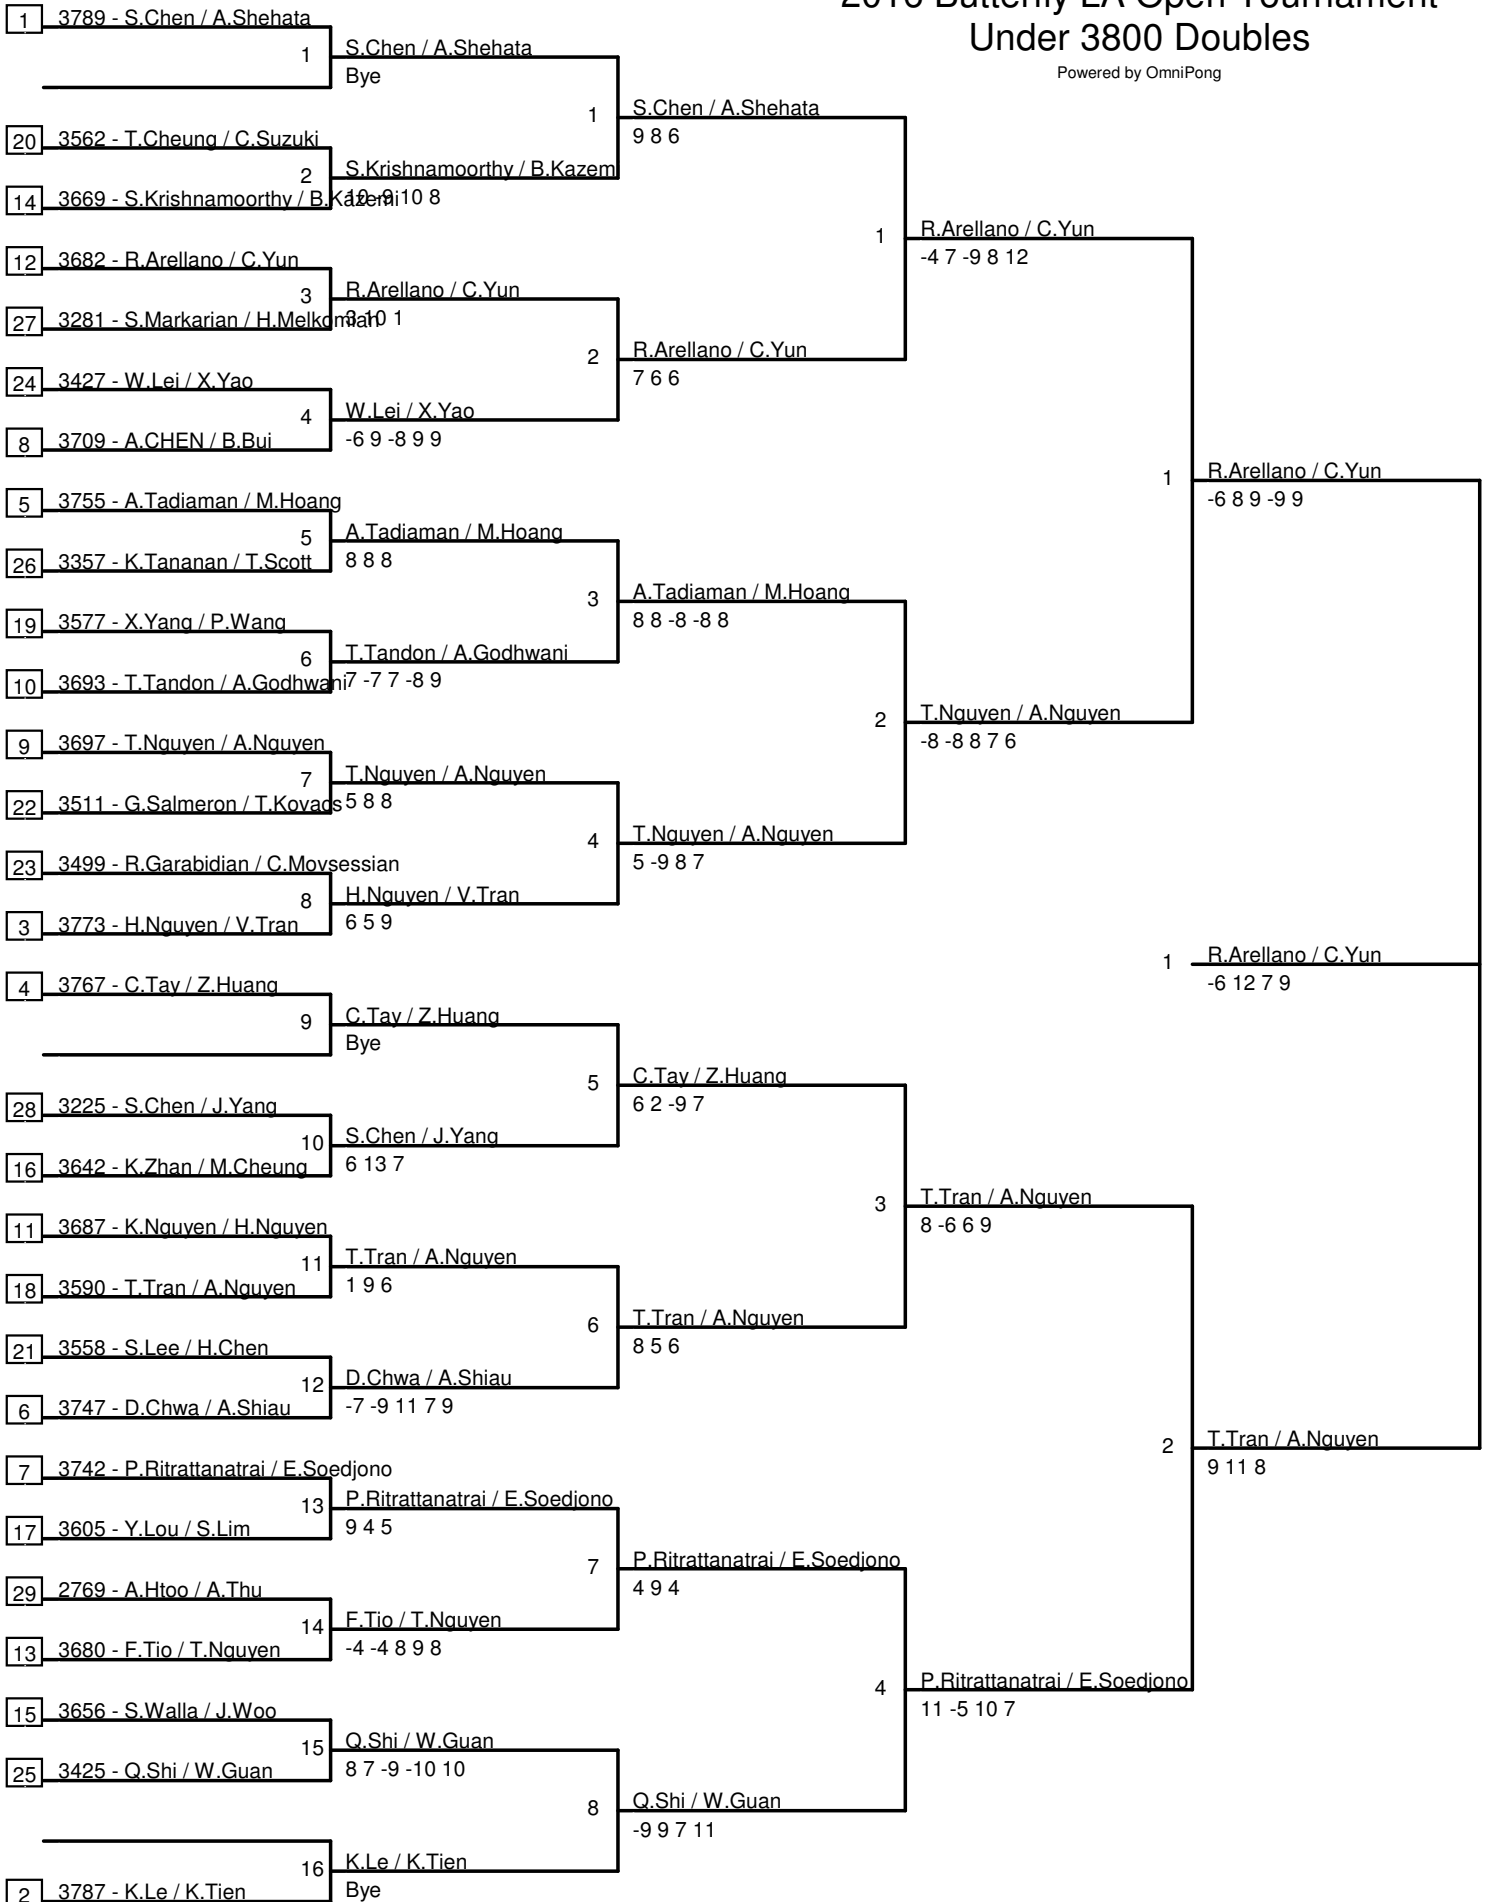 2016 Butterfly LA Open Tournament
Under 3800 Doubles
Powered by OmniPong
1 3789 - S.Chen / A.Shehata
1 S.Chen / A.Shehata
Bye
1 S.Chen / A.Shehata
9 8 6
20 3562 - T.Cheung / C.Suzuki
2 S.Krishnamoorthy / B.Kazemi
14 3669 - S.Krishnamoorthy / B.Kazemi
10 -9 10 8
1 R.Arellano / C.Yun
-4 7 -9 8 12
12 3682 - R.Arellano / C.Yun
3 R.Arellano / C.Yun
27 3281 - S.Markarian / H.Melkomian
3 10 1
2 R.Arellano / C.Yun
7 6 6
24 3427 - W.Lei / X.Yao
4 W.Lei / X.Yao
8 3709 - A.CHEN / B.Bui
-6 9 -8 9 9
1 R.Arellano / C.Yun
-6 8 9 -9 9
5 3755 - A.Tadiaman / M.Hoang
5 A.Tadiaman / M.Hoang
26 3357 - K.Tananan / T.Scott
8 8 8
3 A.Tadiaman / M.Hoang
8 8 -8 -8 8
19 3577 - X.Yang / P.Wang
6 T.Tandon / A.Godhwani
10 3693 - T.Tandon / A.Godhwani
7 -7 7 -8 9
2 T.Nguyen / A.Nguyen
-8 -8 8 7 6
9 3697 - T.Nguyen / A.Nguyen
7 T.Nguyen / A.Nguyen
22 3511 - G.Salmeron / T.Kovacs
5 8 8
4 T.Nguyen / A.Nguyen
5 -9 8 7
23 3499 - R.Garabidian / C.Movsessian
8 H.Nguyen / V.Tran
3 3773 - H.Nguyen / V.Tran
6 5 9
1 R.Arellano / C.Yun
-6 12 7 9
4 3767 - C.Tay / Z.Huang
9 C.Tay / Z.Huang
Bye
5 C.Tay / Z.Huang
6 2 -9 7
28 3225 - S.Chen / J.Yang
10 S.Chen / J.Yang
16 3642 - K.Zhan / M.Cheung
6 13 7
3 T.Tran / A.Nguyen
8 -6 6 9
11 3687 - K.Nguyen / H.Nguyen
11 T.Tran / A.Nguyen
18 3590 - T.Tran / A.Nguyen
1 9 6
6 T.Tran / A.Nguyen
8 5 6
21 3558 - S.Lee / H.Chen
12 D.Chwa / A.Shiau
6 3747 - D.Chwa / A.Shiau
-7 -9 11 7 9
2 T.Tran / A.Nguyen
9 11 8
7 3742 - P.Ritrattanatrai / E.Soedjono
13 P.Ritrattanatrai / E.Soedjono
17 3605 - Y.Lou / S.Lim
9 4 5
7 P.Ritrattanatrai / E.Soedjono
4 9 4
29 2769 - A.Htoo / A.Thu
14 F.Tio / T.Nguyen
13 3680 - F.Tio / T.Nguyen
-4 -4 8 9 8
4 P.Ritrattanatrai / E.Soedjono
11 -5 10 7
15 3656 - S.Walla / J.Woo
15 Q.Shi / W.Guan
25 3425 - Q.Shi / W.Guan
8 7 -9 -10 10
8 Q.Shi / W.Guan
-9 9 7 11
16 K.Le / K.Tien
2 3787 - K.Le / K.Tien
Bye